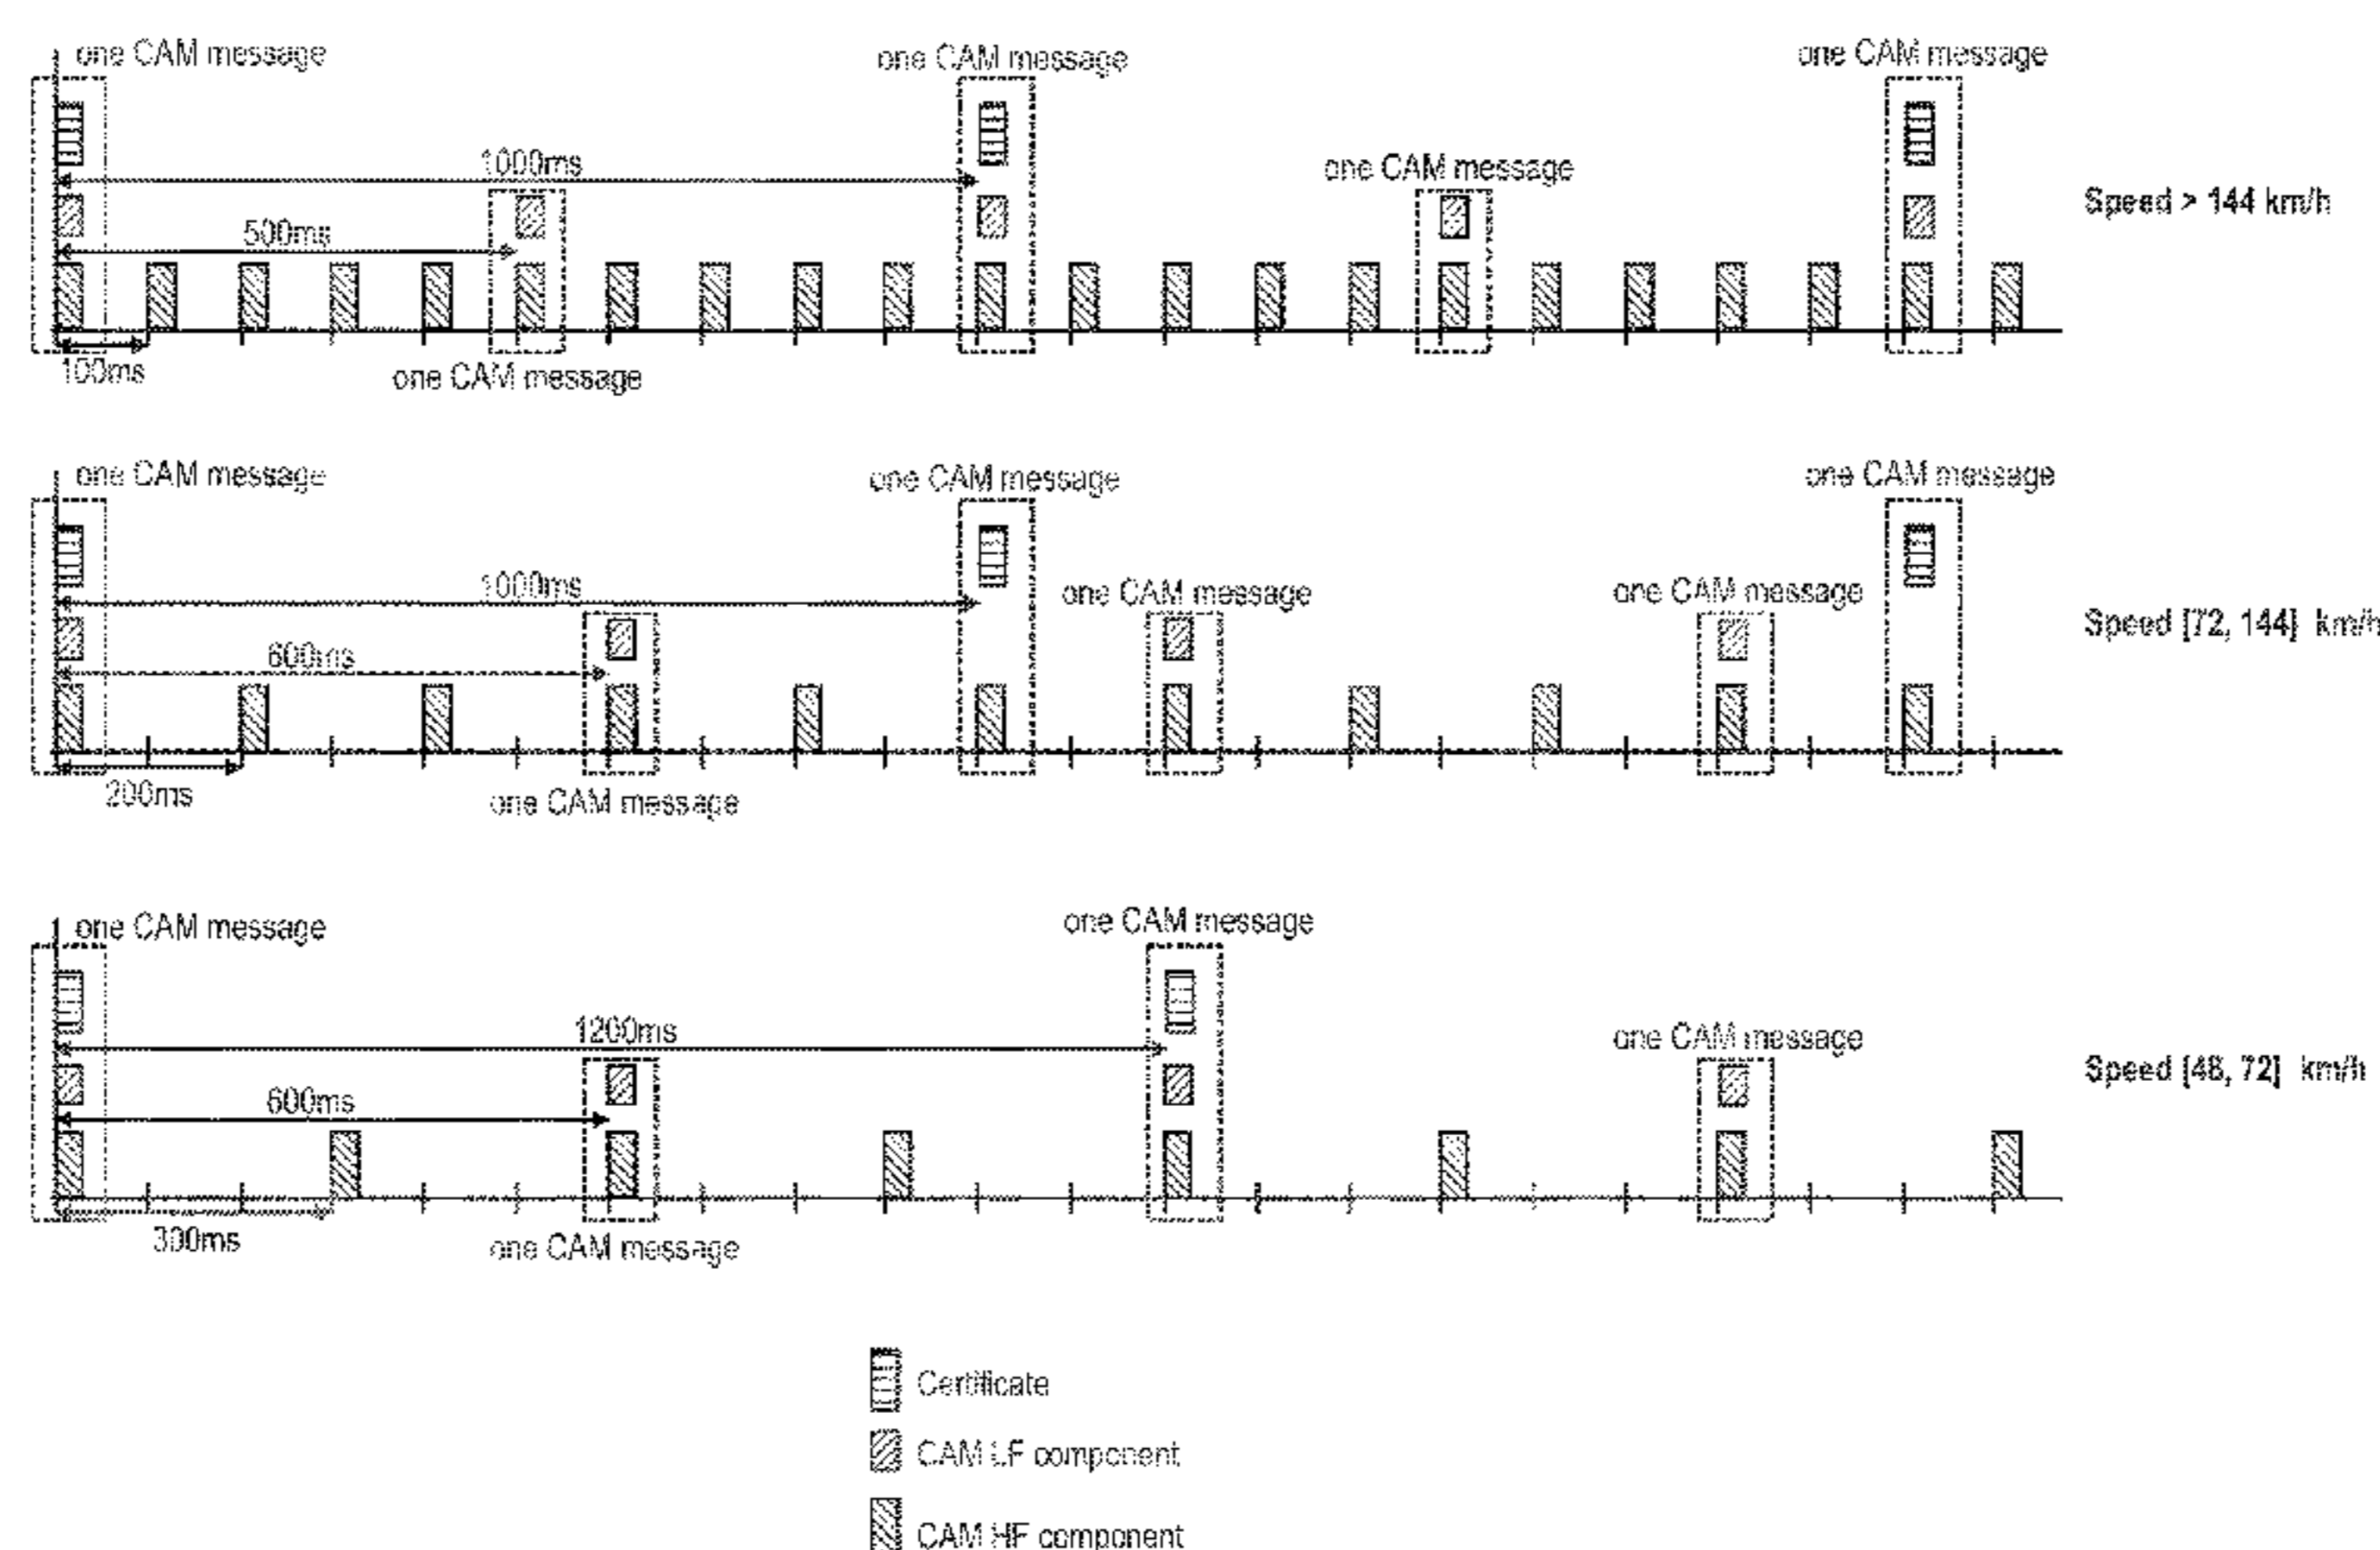 one CAM message
one CAM message
one CAM message
1000ms
one CAM message
500ms
Speed > 144 km/h
100ms
one CAM message
one CAM message
one CAM message
one CAM message
1000ms
one CAM message
one CAM message
600ms
Speed [72, 144] km/h
200ms
one CAM message
one CAM message
one CAM message
1200ms
one CAM message
600ms
Speed [48, 72] km/h
300ms
one CAM message
Certificate
CAM LF component
CAM HF component